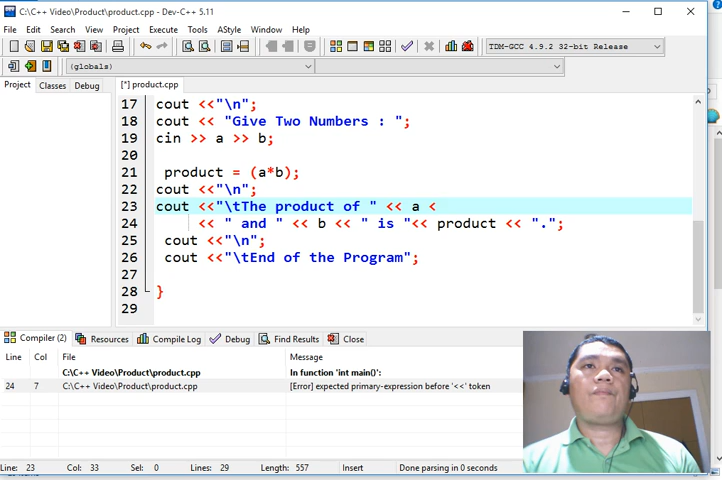 C:\C++ Video\Product\product.cpp - Dev-C++ 5.11
File Edit Search View Project Execute Tools AStyle Window Help
TDM-GCC 4.9.2 32-bit Release
(globals)
Project Classes Debug [*] product.cpp
17 cout <<"\n";
18 cout << "Give Two Numbers : ";
19 cin >> a >> b;
20
21 product = (a*b);
22 cout <<"\n";
23 cout <<"\tThe product of " << a <
24 << " and " << b << " is "<< product << ".";
25 cout <<"\n";
26 cout <<"\tEnd of the Program";
27
28 }
29
Compiler (2) Resources Compile Log Debug Find Results Close
Line Col File Message
C:\C++ Video\Product\product.cpp In function 'int main()':
24 7 C:\C++ Video\Product\product.cpp [Error] expected primary-expression before '<<' token
Line: 23 Col: 33 Sel: 0 Lines: 29 Length: 557 Insert Done parsing in 0 seconds